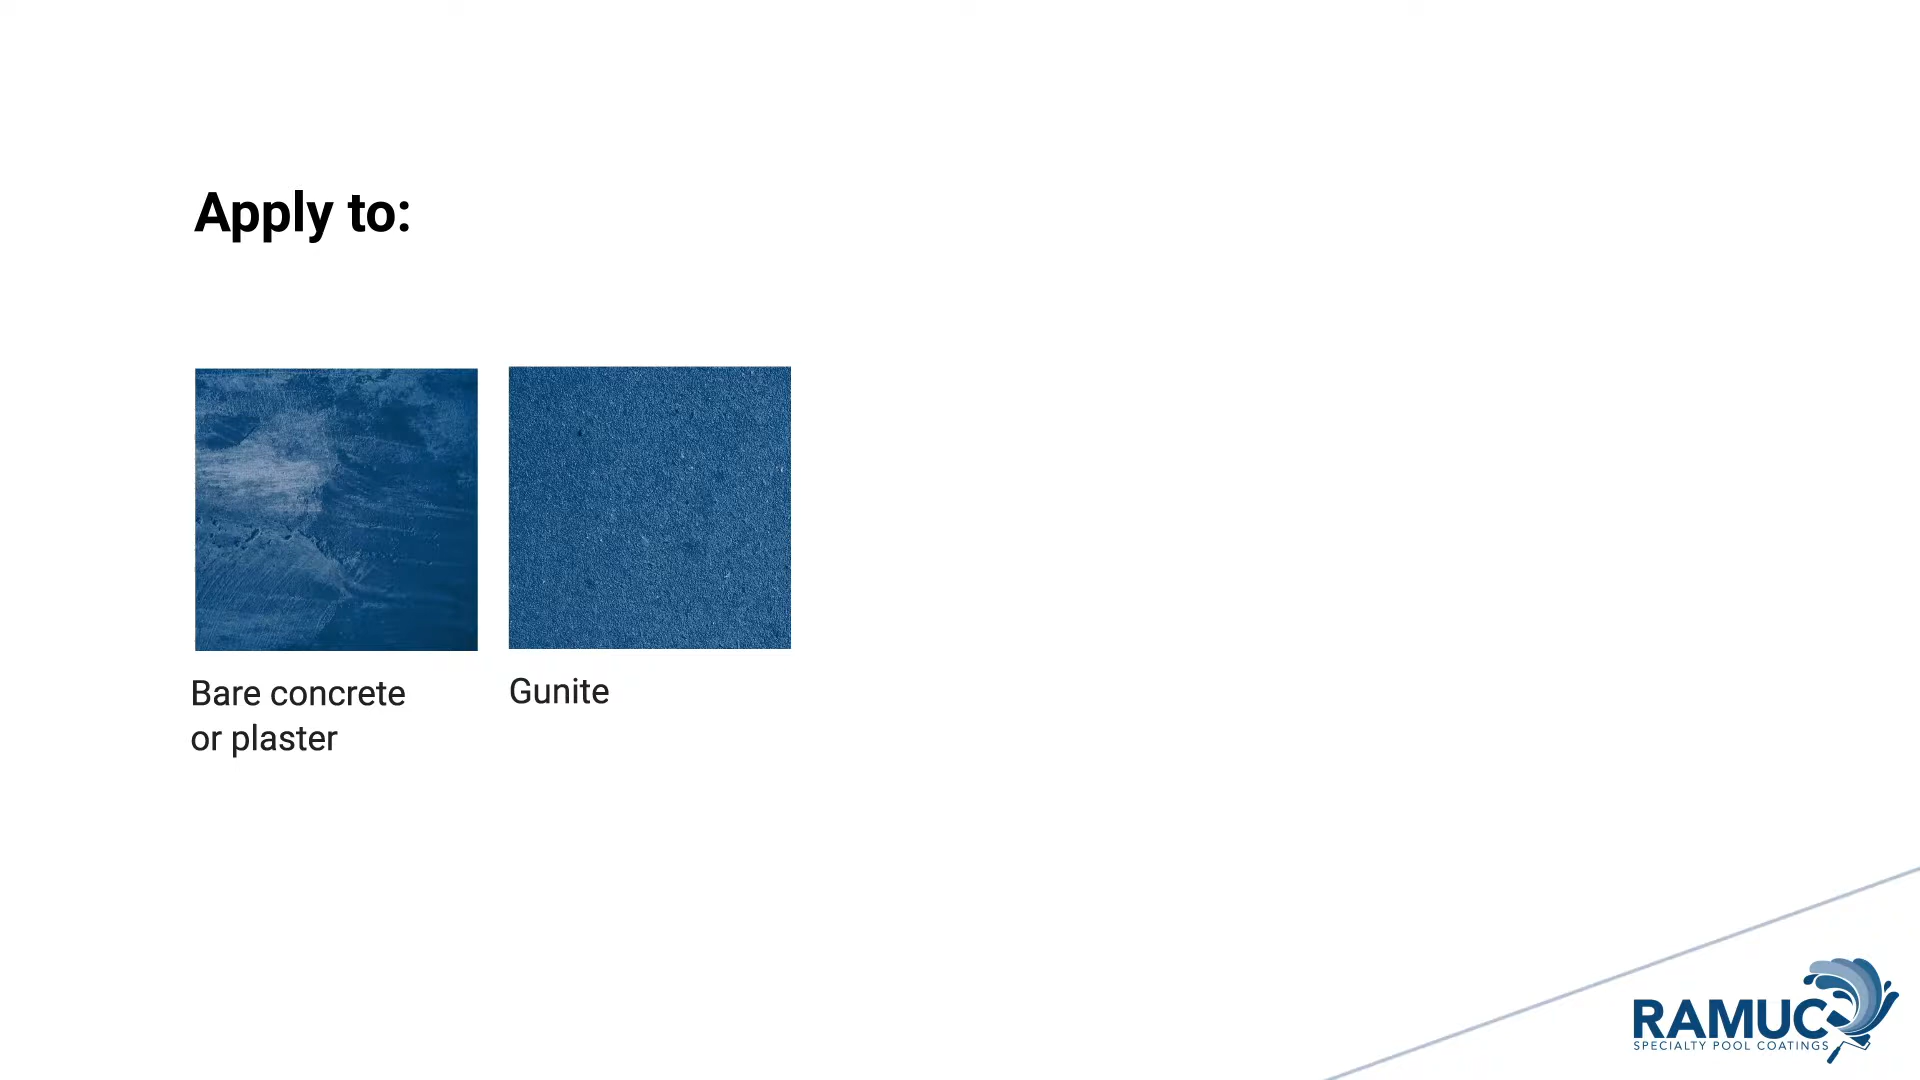 Apply to:
Bare concrete
or plaster
Gunite
RAMUC
SPECIALTY POOL COATINGS